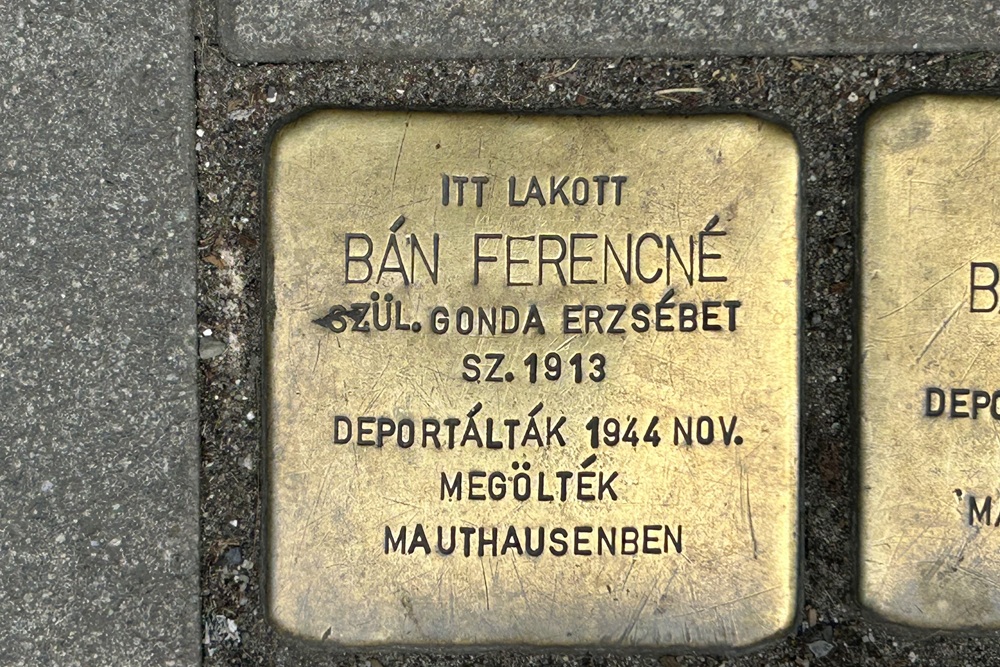 ITT LAKOTT
BÁN FERENCNÉ
SZÜL. GONDA ERZSÉBET
SZ. 1913
DEPORTÁLTÁK 1944 NOV.
MEGÖLTÉK
MAUTHAUSENBEN